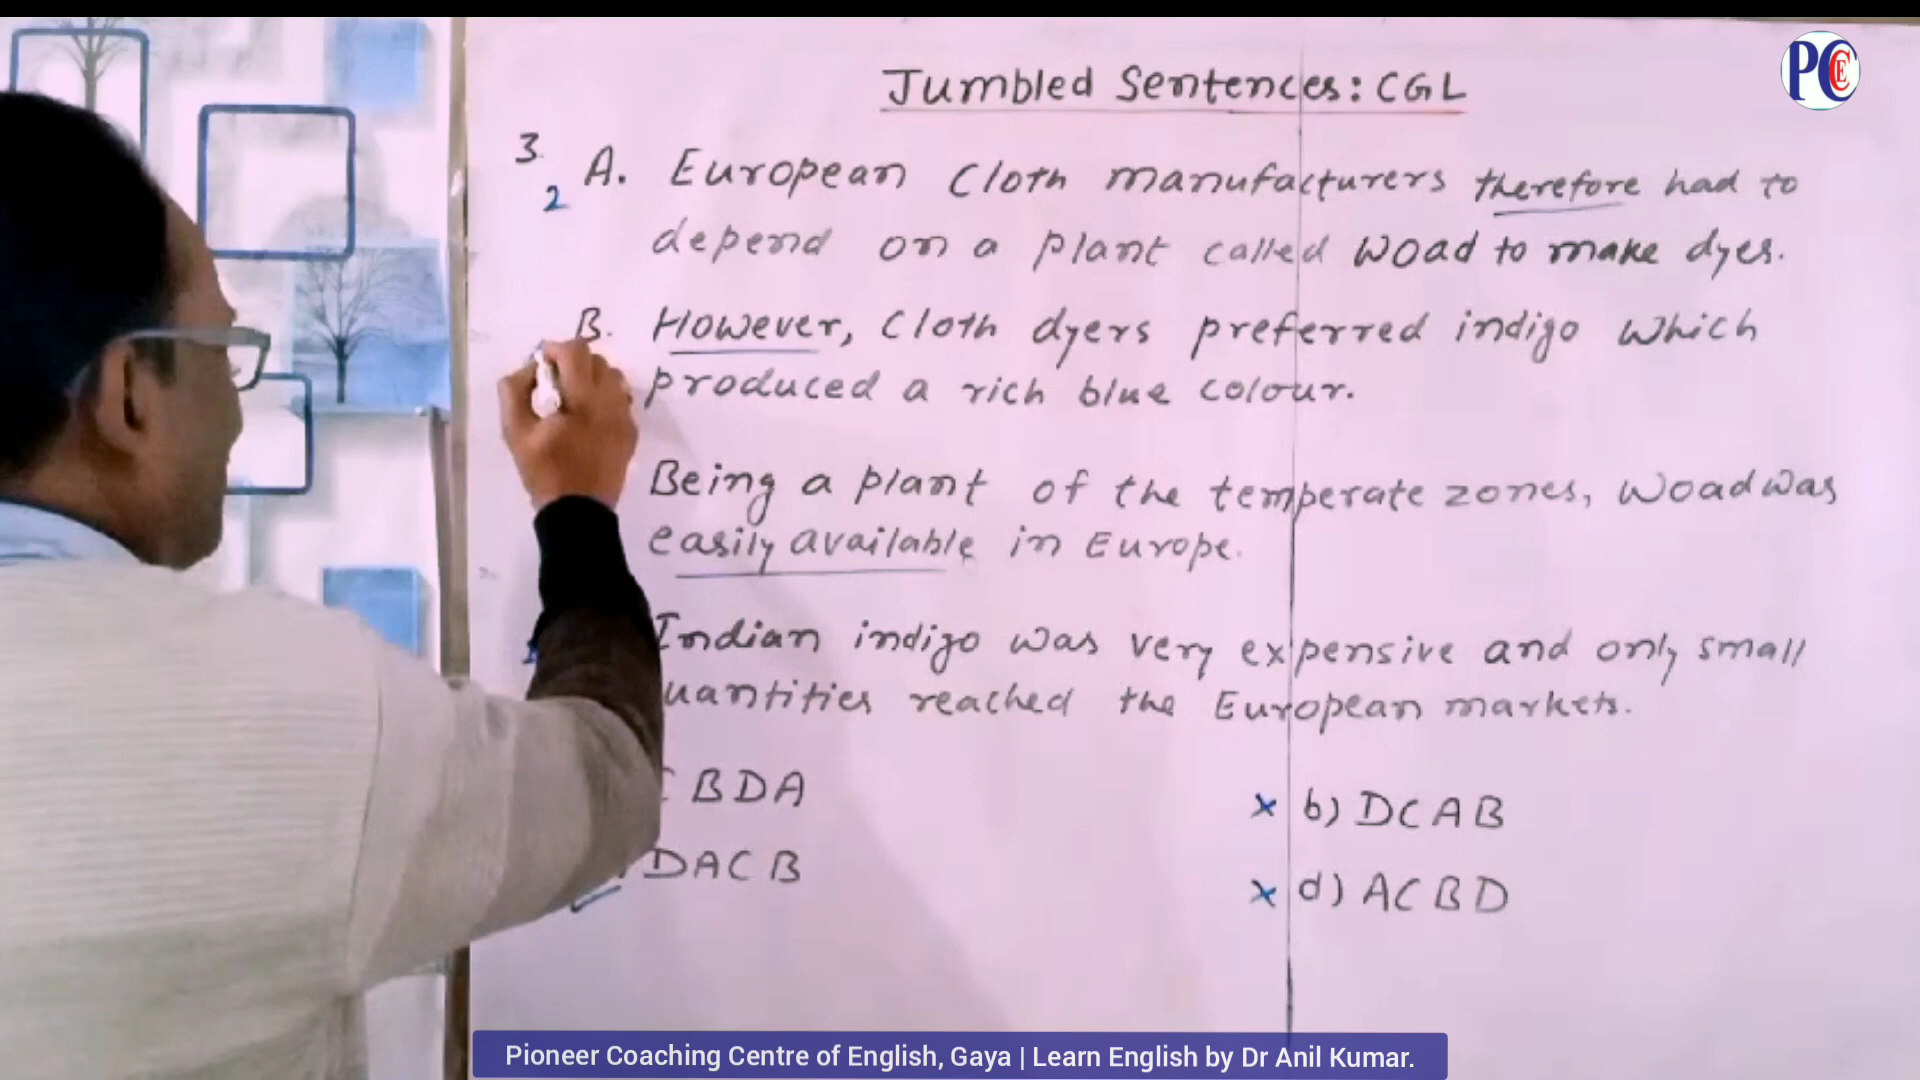 PCCE
Jumbled Sentences: CGL
3.
2 A. European Cloth manufacturers therefore had to
depend on a plant called Woad to make dyes.
B. However, Cloth dyers preferred indigo which
produced a rich blue colour.
Being a plant of the temperate zones, Woad was
easily available in Europe.
Indian indigo was very expensive and only small
uantities reached the European markets.
BDA
x b) DCAB
DACB
x d) ACBD
Pioneer Coaching Centre of English, Gaya | Learn English by Dr Anil Kumar.